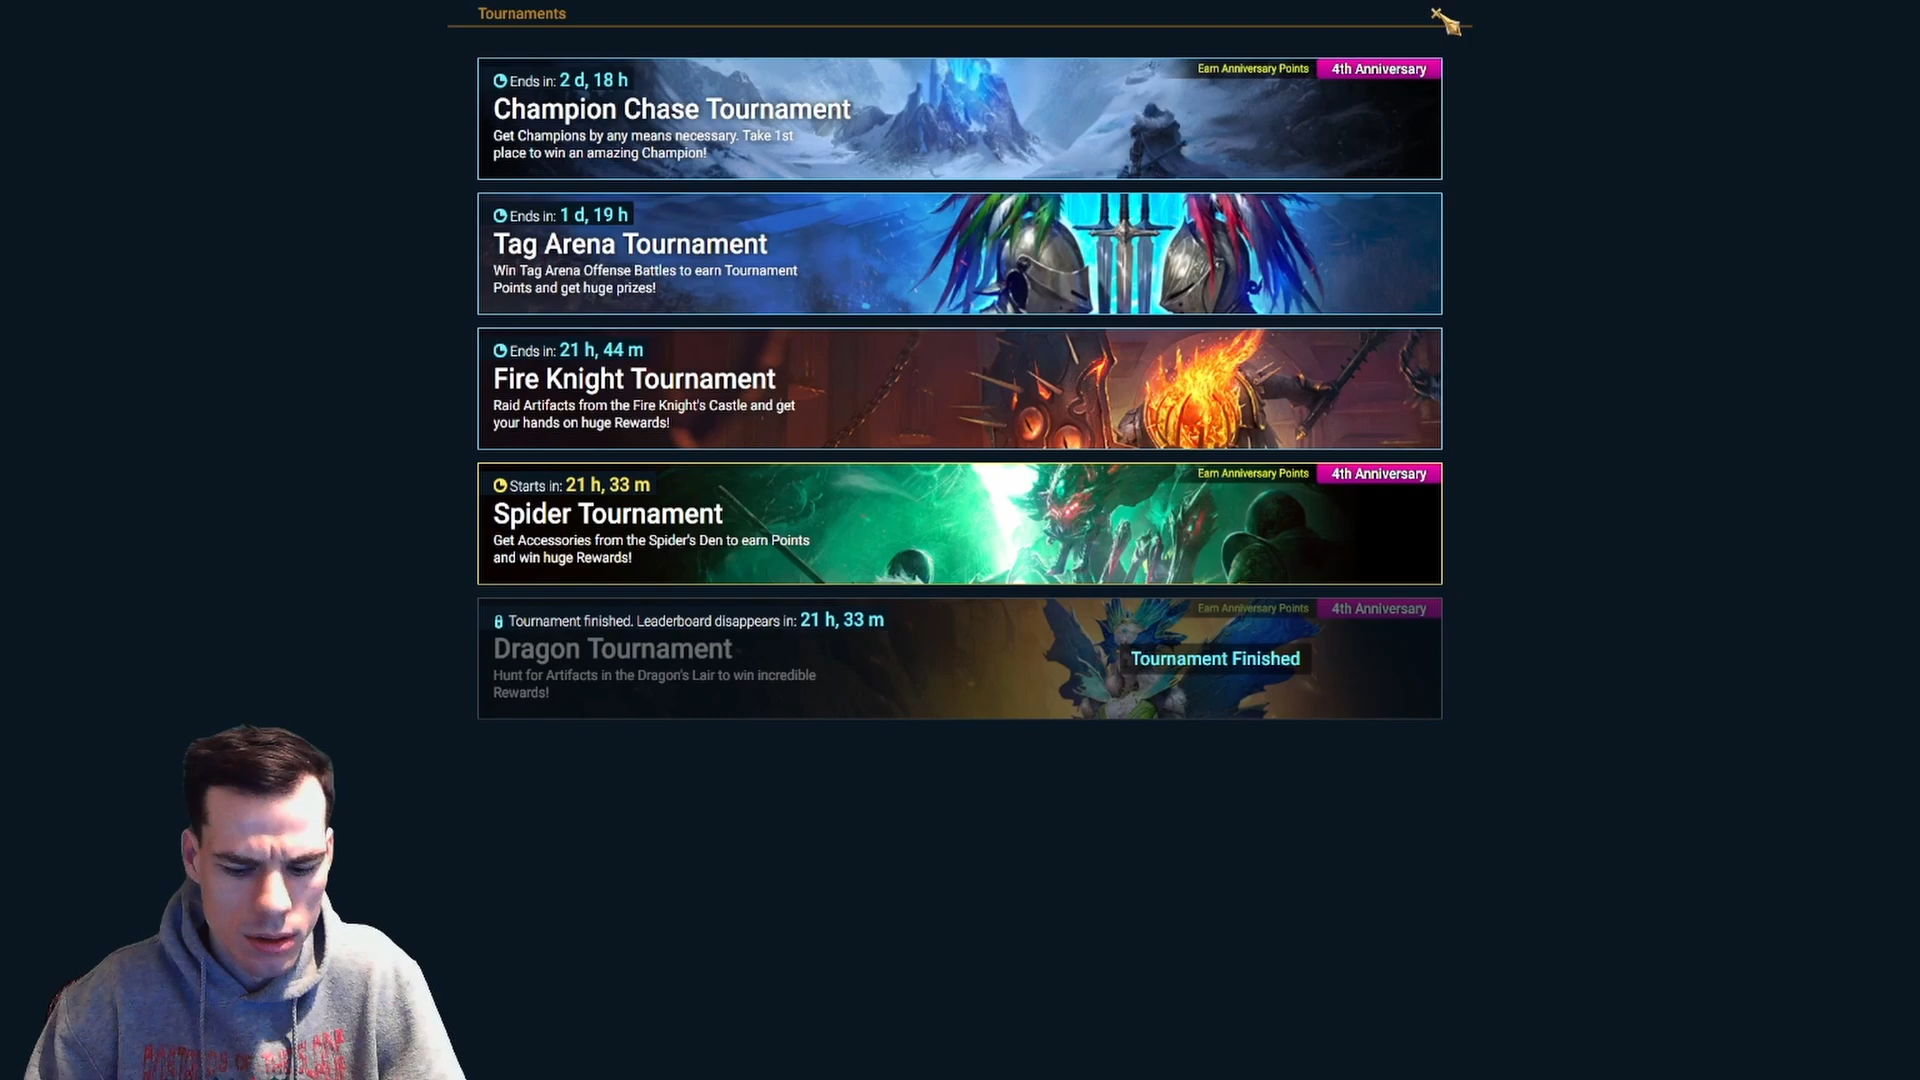 Tournaments
Ends in: 2 d, 18 h
Earn Anniversary Points
4th Anniversary
Champion Chase Tournament
Get Champions by any means necessary. Take 1st
place to win an amazing Champion!
Ends in: 1 d, 19 h
Tag Arena Tournament
Win Tag Arena Offense Battles to earn Tournament
Points and get huge prizes!
Ends in: 21 h, 44 m
Fire Knight Tournament
Raid Artifacts from the Fire Knight's Castle and get
your hands on huge Rewards!
Starts in: 21 h, 33 m
Earn Anniversary Points
4th Anniversary
Spider Tournament
Get Accessories from the Spider's Den to earn Points
and win huge Rewards!
Tournament finished. Leaderboard disappears in: 21 h, 33 m
Earn Anniversary Points
4th Anniversary
Dragon Tournament
Tournament Finished
Hunt for Artifacts in the Dragon's Lair to win incredible
Rewards!
OF THE